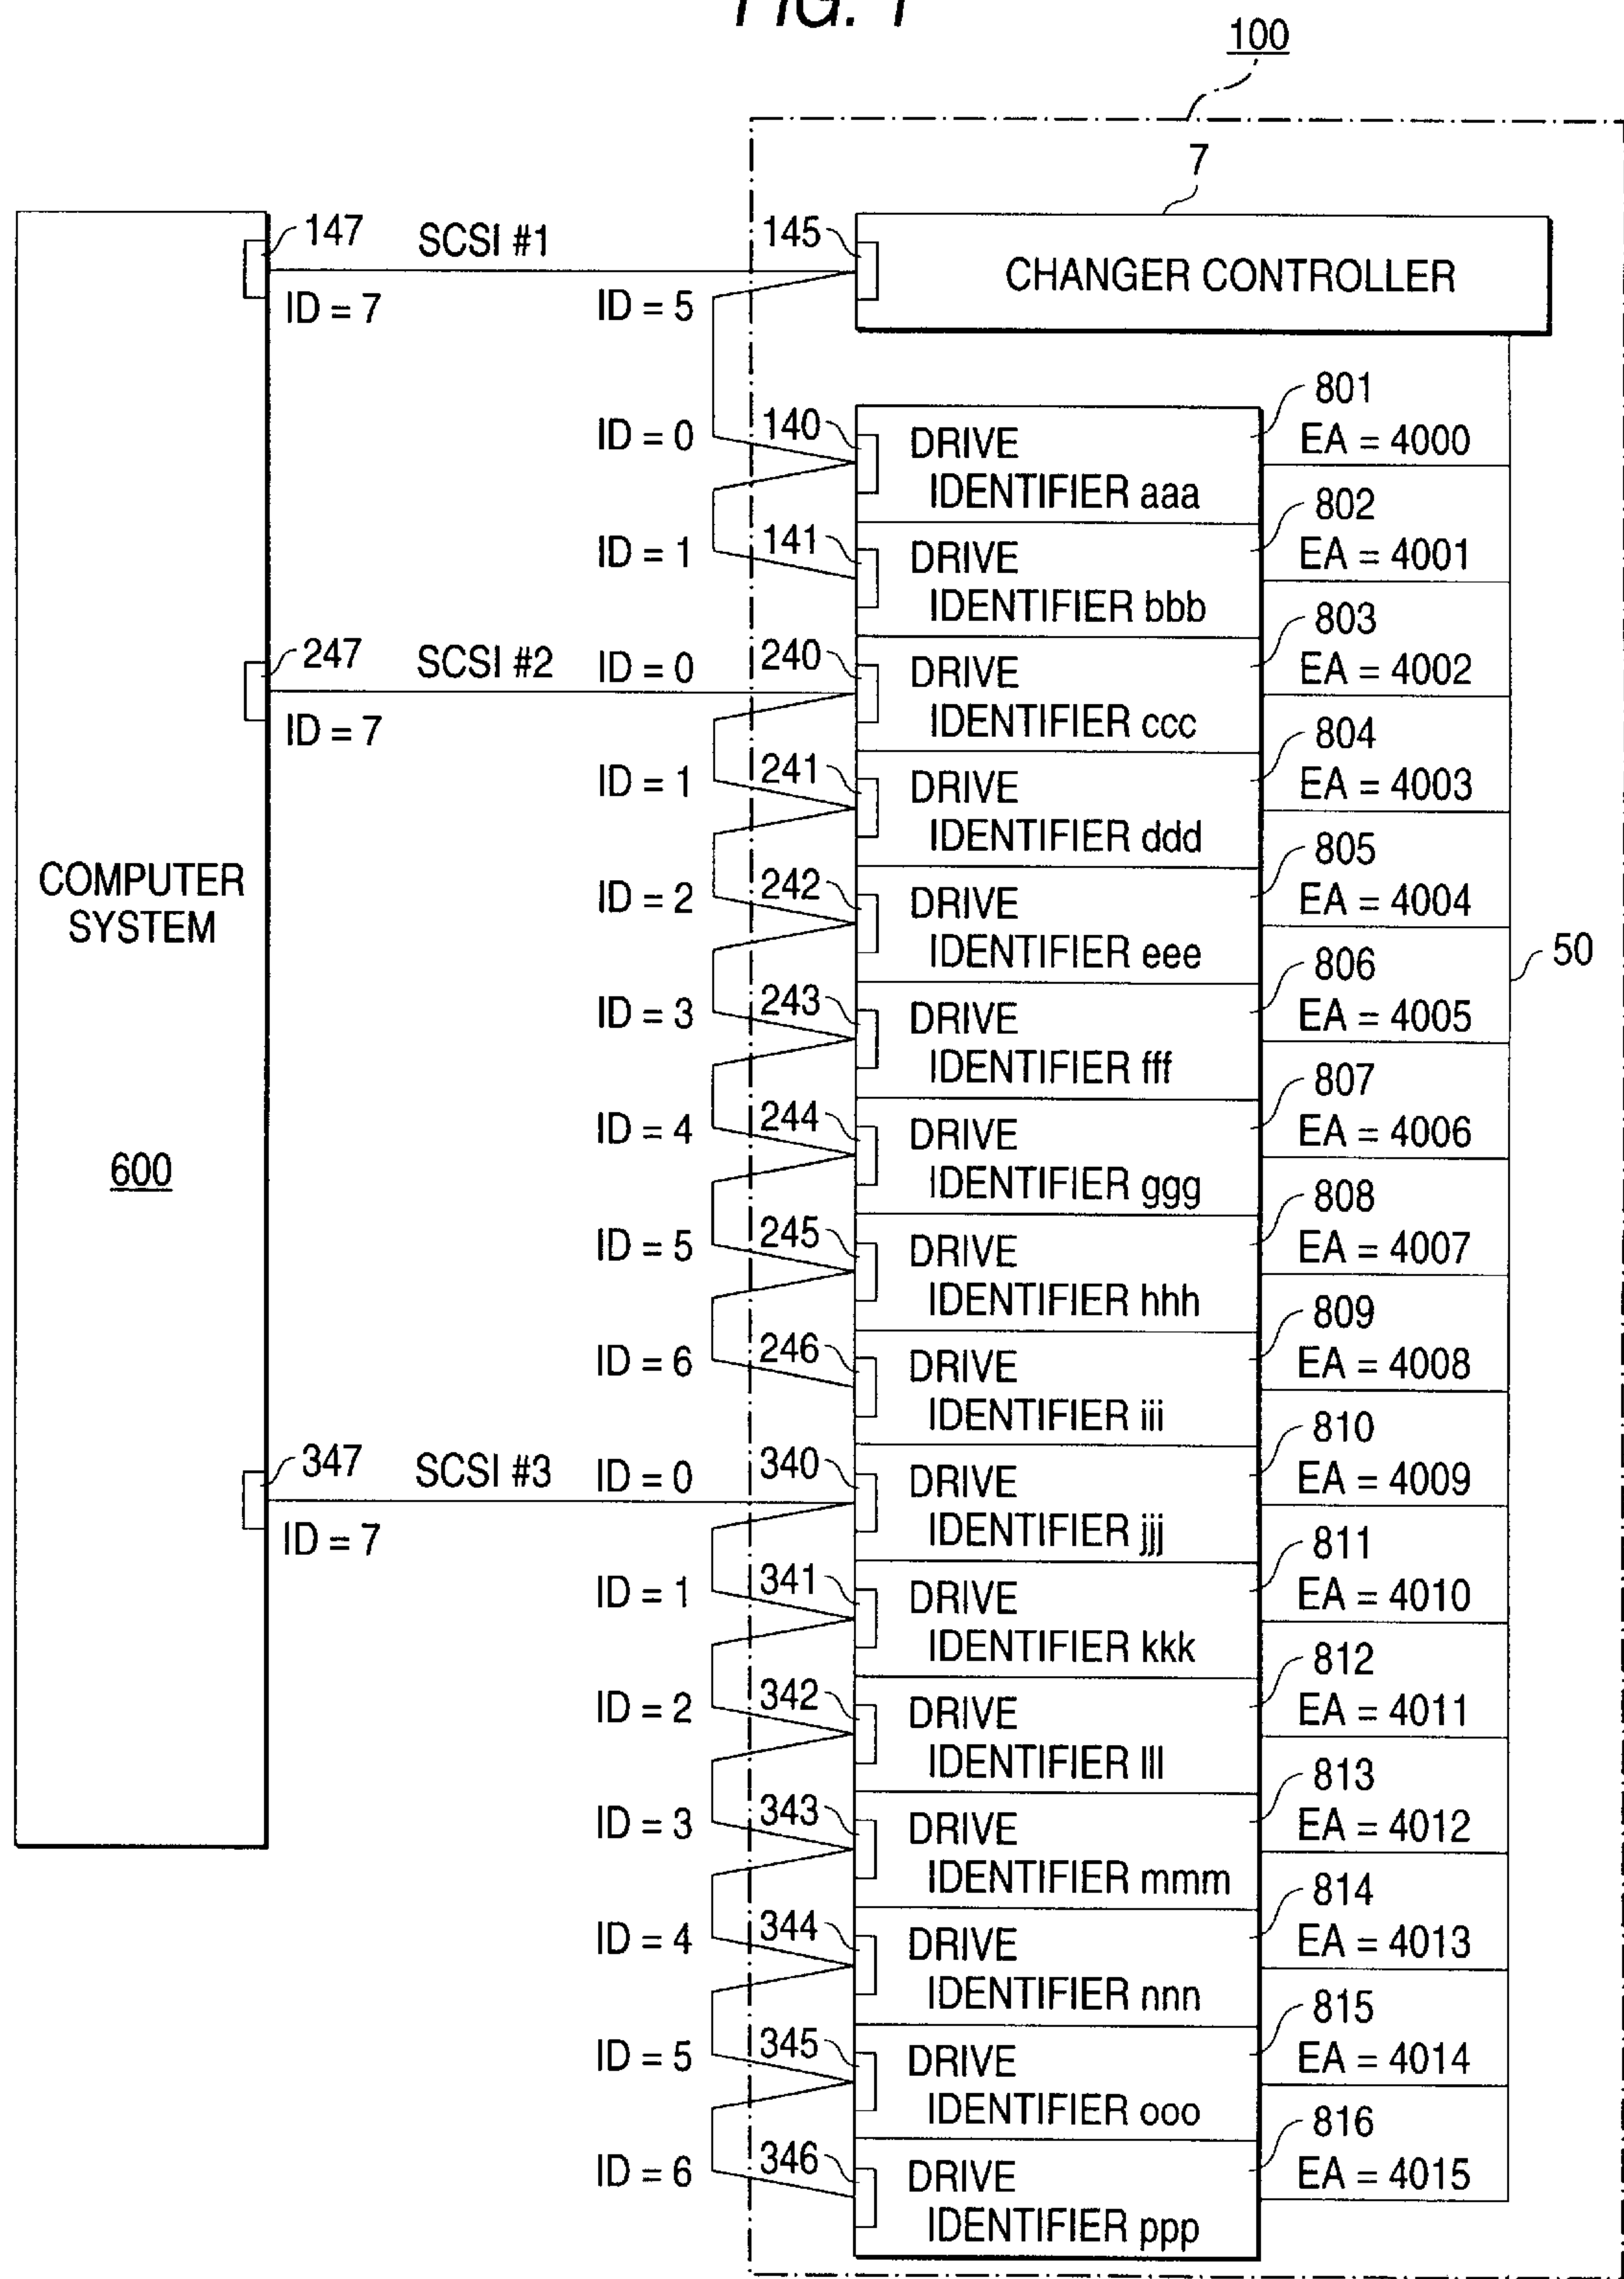 FIG. 1
100
7
147 SCSI #1 145
CHANGER CONTROLLER
ID = 7 ID = 5
801
ID = 0 140 DRIVE EA = 4000
IDENTIFIER aaa
802
ID = 1 141 DRIVE EA = 4001
IDENTIFIER bbb
803
247 SCSI #2 ID = 0 240 DRIVE EA = 4002
ID = 7 IDENTIFIER ccc
804
ID = 1 241 DRIVE EA = 4003
IDENTIFIER ddd
805
COMPUTER
SYSTEM
ID = 2 242 DRIVE EA = 4004
IDENTIFIER eee
50
806
ID = 3 243 DRIVE EA = 4005
IDENTIFIER fff
807
ID = 4 244 DRIVE EA = 4006
600
IDENTIFIER ggg
808
ID = 5 245 DRIVE EA = 4007
IDENTIFIER hhh
809
ID = 6 246 DRIVE EA = 4008
IDENTIFIER iii
810
347 SCSI #3 ID = 0 340 DRIVE EA = 4009
ID = 7 IDENTIFIER jjj
811
ID = 1 341 DRIVE EA = 4010
IDENTIFIER kkk
812
ID = 2 342 DRIVE EA = 4011
IDENTIFIER lll
813
ID = 3 343 DRIVE EA = 4012
IDENTIFIER mmm
814
ID = 4 344 DRIVE EA = 4013
IDENTIFIER nnn
815
ID = 5 345 DRIVE EA = 4014
IDENTIFIER ooo
816
ID = 6 346 DRIVE EA = 4015
IDENTIFIER ppp